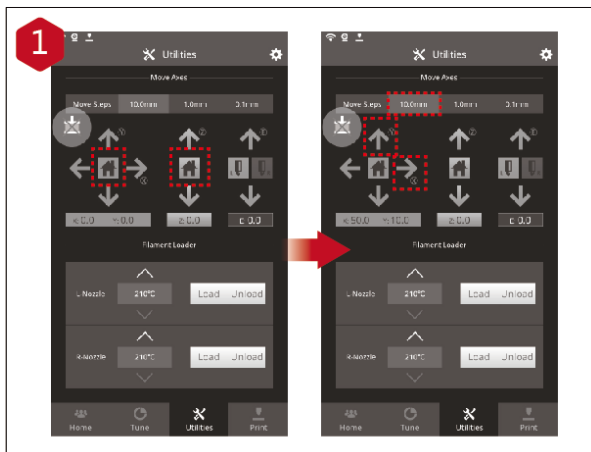 1
Utilities
Move Axes
Move Steps 10.0mm 1.0mm 0.1mm
Y Z E
X
X:0.0 Y:0.0 Z:0.0 E:0.0
Filament Loader
L-Nozzle 210°C Load Unload
R-Nozzle 210°C Load Unload
Home Tune Utilities Print
Utilities
Move Axes
Move Steps 10.0mm 1.0mm 0.1mm
Y Z E
X
X:50.0 Y:10.0 Z:0.0 E:0.0
Filament Loader
L-Nozzle 210°C Load Unload
R-Nozzle 210°C Load Unload
Home Tune Utilities Print